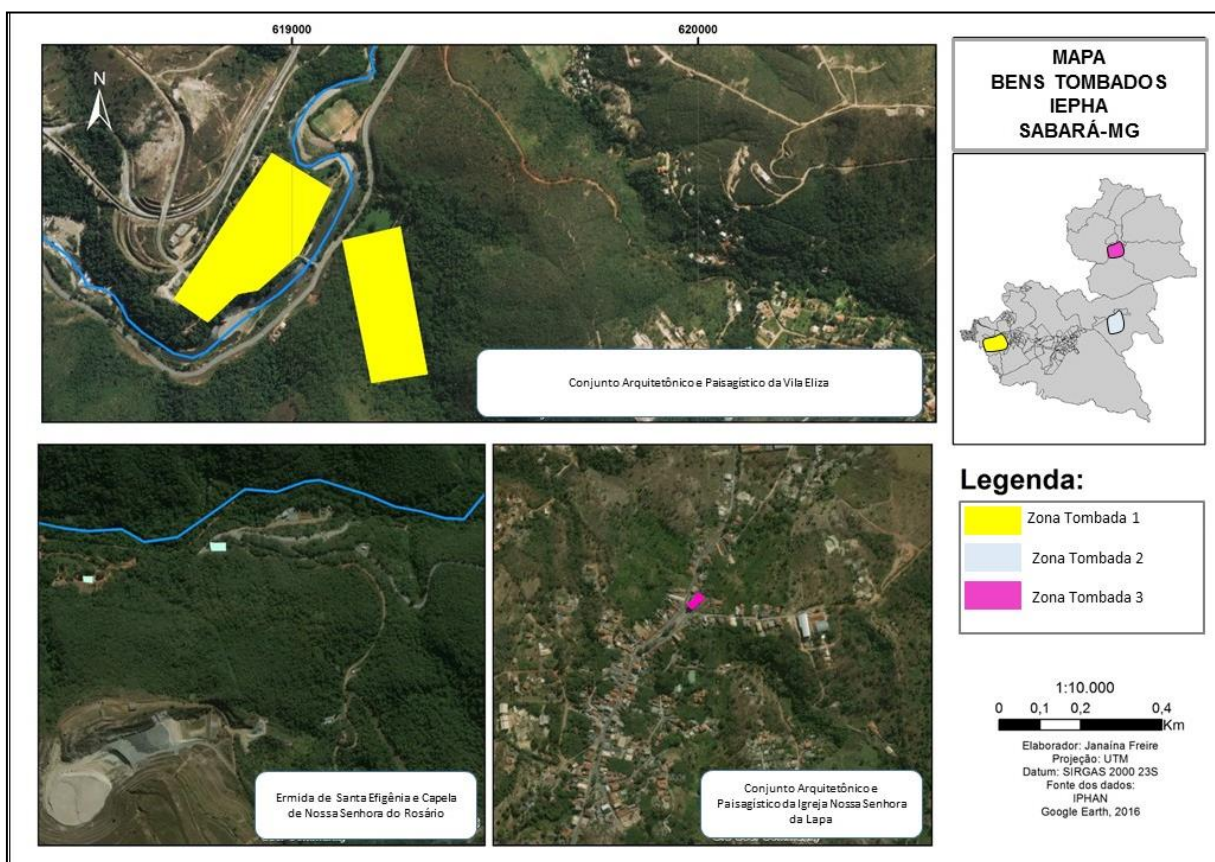 619000
620000
N
MAPA
BENS TOMBADOS
IEPHA
SABARÁ-MG
Conjunto Arquitetônico e Paisagístico da Vila Eliza
Ermida de Santa Efigênia e Capela
de Nossa Senhora do Rosário
Conjunto Arquitetônico e
Paisagístico da Igreja Nossa Senhora
da Lapa
Legenda:
Zona Tombada 1
Zona Tombada 2
Zona Tombada 3
1:10.000
0 0,1 0,2 0,4
Km
Elaborador: Janaína Freire
Projeção: UTM
Datum: SIRGAS 2000 23S
Fonte dos dados:
IPHAN
Google Earth, 2016